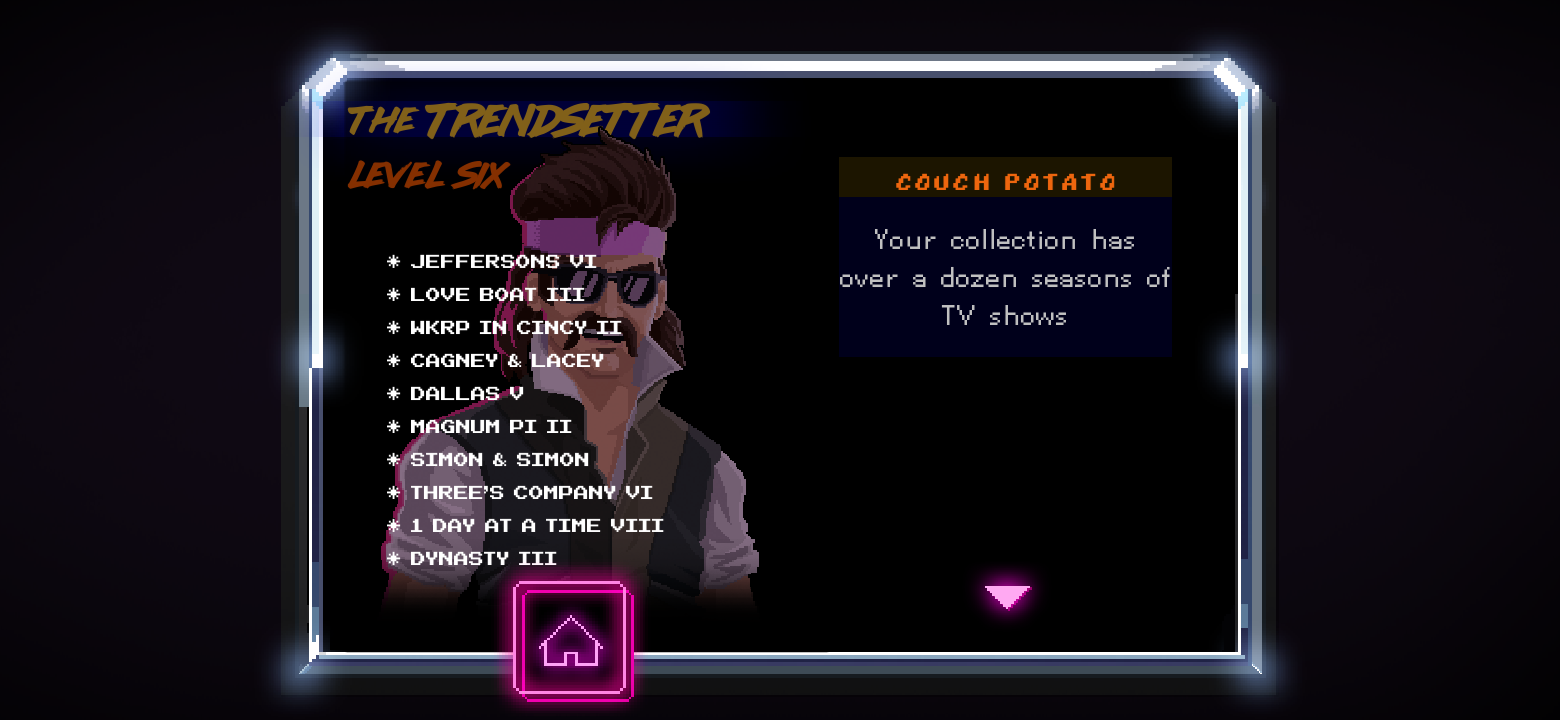 THE TRENDSETTER
LEVEL SIX
* JEFFERSONS VI
* LOVE BOAT III
* WKRP IN CINCY II
* CAGNEY & LACEY
* DALLAS V
* MAGNUM PI II
* SIMON & SIMON
* THREE'S COMPANY VI
* 1 DAY AT A TIME VIII
* DYNASTY III
COUCH POTATO
Your collection has
over a dozen seasons of
TV shows